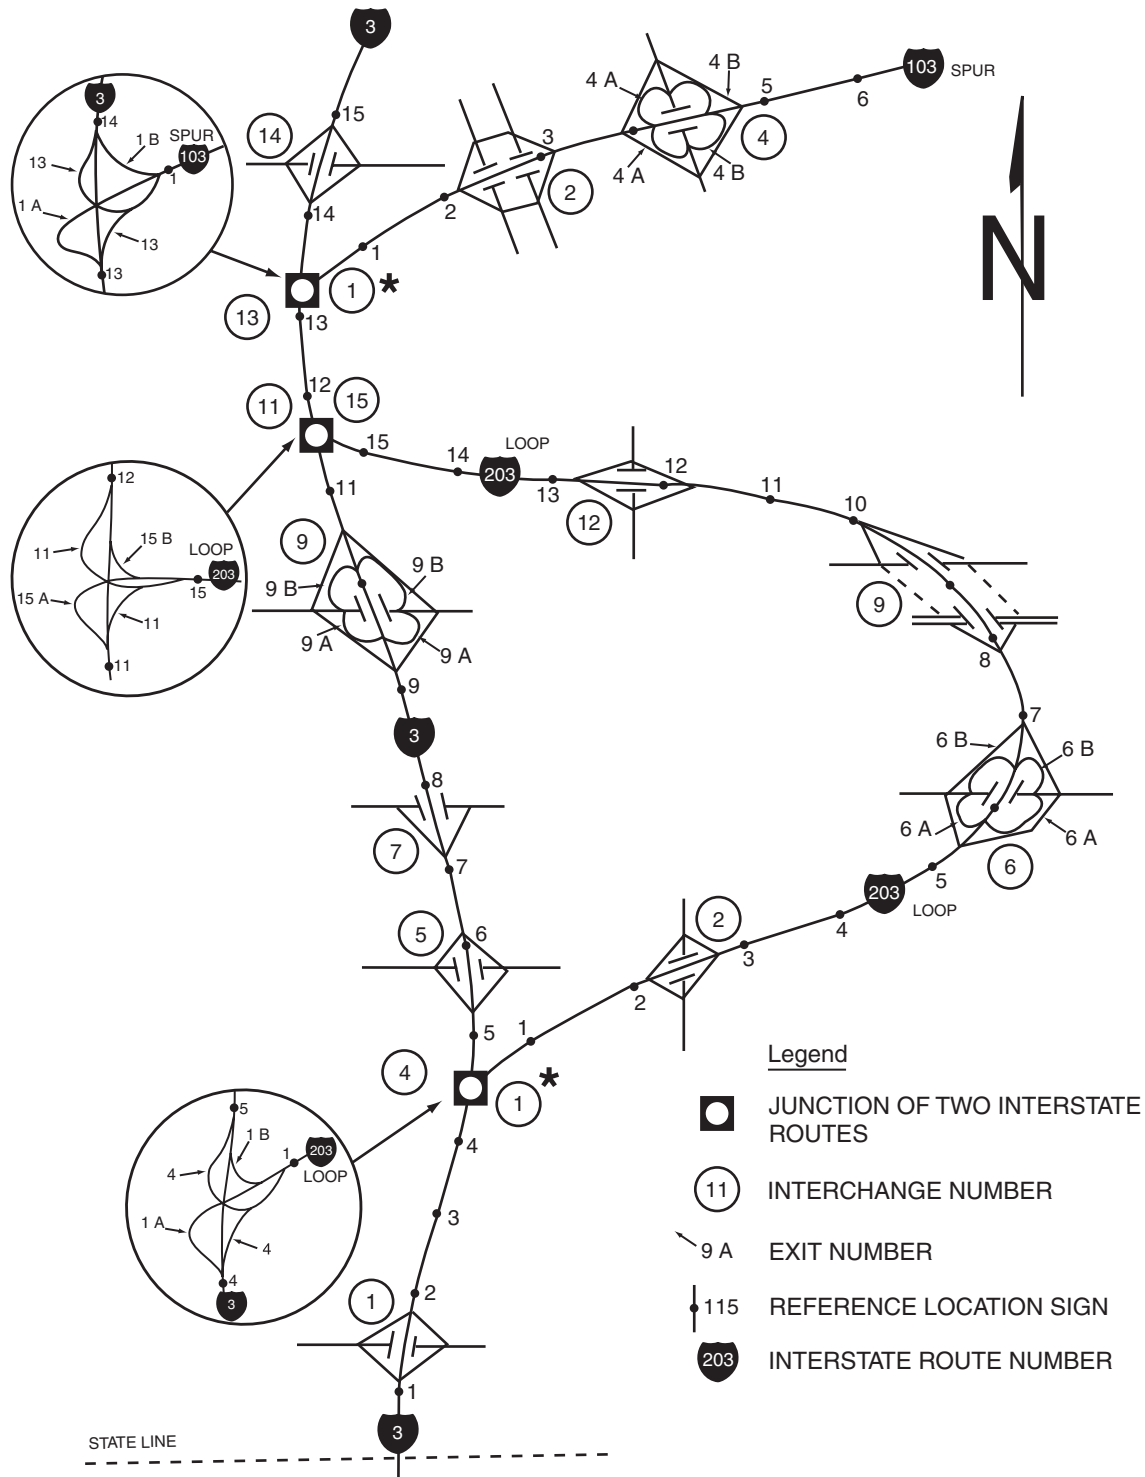 3
15
14
14
13
1 B
SPUR
103
1
1 A
13
13
14
1
2
3
2
4 A
4 B
4 A
4 B
4
5
6
103
SPUR
N
1
*
13
13
12
11
15
15
14
LOOP
203
13
12
12
11
10
9
8
7
12
11
15 B
LOOP
203
15
15 A
11
11
11
9
9 B
9 B
9 A
9 A
9
3
8
7
7
5
6
5
6 B
6 B
6 A
6 A
6
5
203
LOOP
4
3
2
2
1
4
1
*
5
1 B
1
203
LOOP
4
1 A
4
4
3
4
3
2
1
1
3
STATE LINE
Legend
JUNCTION OF TWO INTERSTATE
ROUTES
11
INTERCHANGE NUMBER
9 A
EXIT NUMBER
115
REFERENCE LOCATION SIGN
203
INTERSTATE ROUTE NUMBER